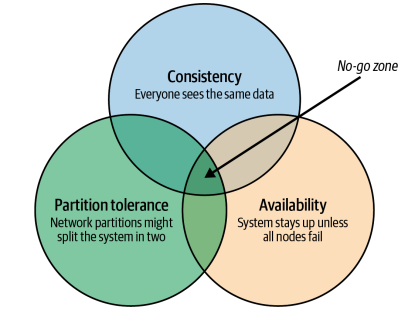 No-go zone
Consistency
Everyone sees the same data
Partition tolerance
Network partitions might
split the system in two
Availability
System stays up unless
all nodes fail